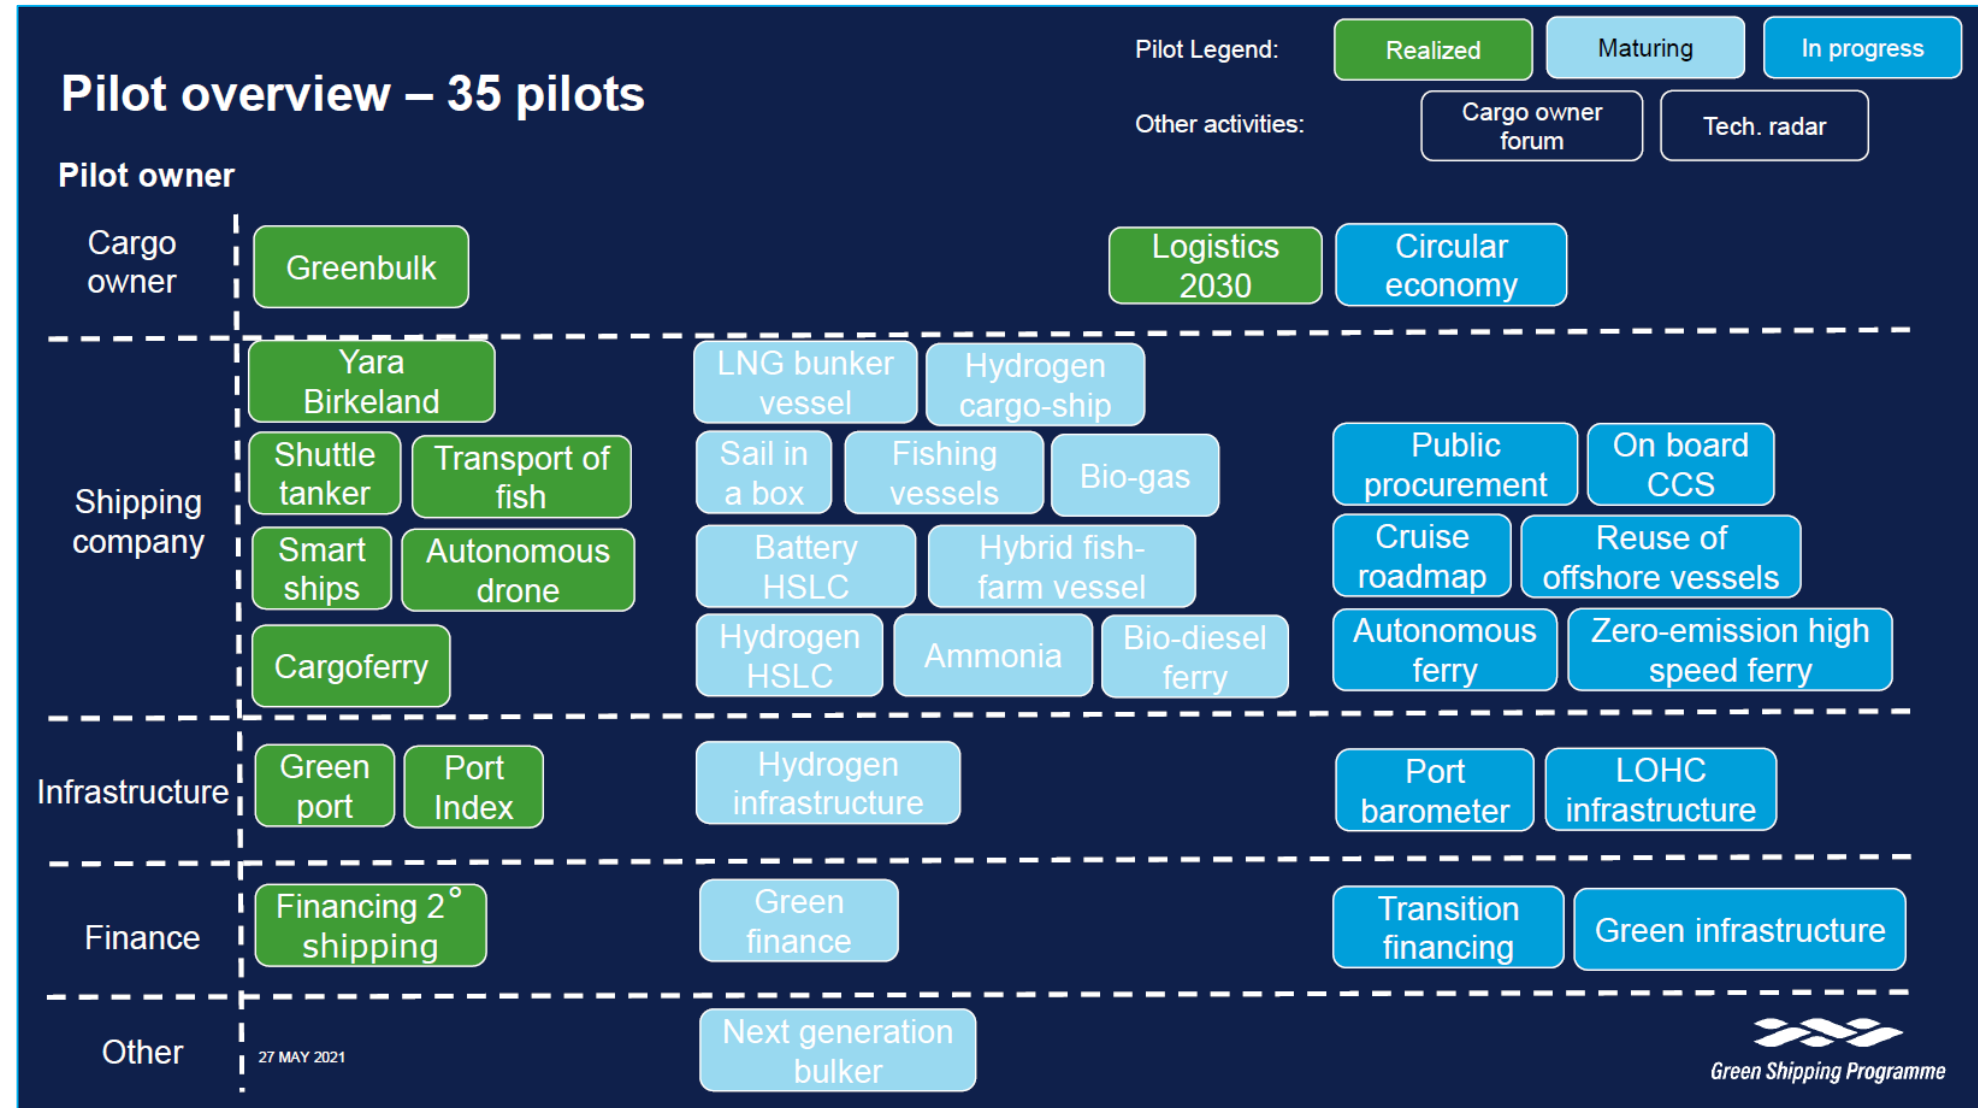 Pilot Legend:
Realized
Maturing
In progress
Pilot overview – 35 pilots
Other activities:
Cargo owner
forum
Tech. radar
Pilot owner
Cargo
owner
Greenbulk
Logistics
2030
Circular
economy
Shipping
company
Yara
Birkeland
LNG bunker
vessel
Hydrogen
cargo-ship
Shuttle
tanker
Transport of
fish
Sail in
a box
Fishing
vessels
Bio-gas
Public
procurement
On board
CCS
Smart
ships
Autonomous
drone
Battery
HSLC
Hybrid fish-
farm vessel
Cruise
roadmap
Reuse of
offshore vessels
Cargoferry
Hydrogen
HSLC
Ammonia
Bio-diesel
ferry
Autonomous
ferry
Zero-emission high
speed ferry
Infrastructure
Green
port
Port
Index
Hydrogen
infrastructure
Port
barometer
LOHC
infrastructure
Finance
Financing 2°
shipping
Green
finance
Transition
financing
Green infrastructure
Other
27 MAY 2021
Next generation
bulker
Green Shipping Programme